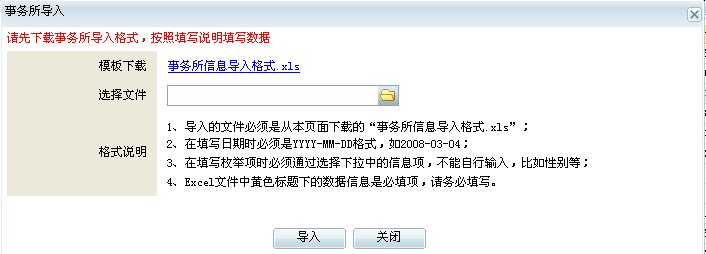 事务所导入
请先下载事务所导入格式，按照填写说明填写数据
模板下载 事务所信息导入格式.xls
选择文件
格式说明
1、导入的文件必须是从本页面下载的“事务所信息导入格式.xls”；
2、在填写日期时必须是YYYY-MM-DD格式，如2008-03-04；
3、在填写枚举项时必须通过选择下拉中的信息项，不能自行输入，比如性别等；
4、Excel文件中黄色标题下的数据信息是必填项，请务必填写。
导入 关闭